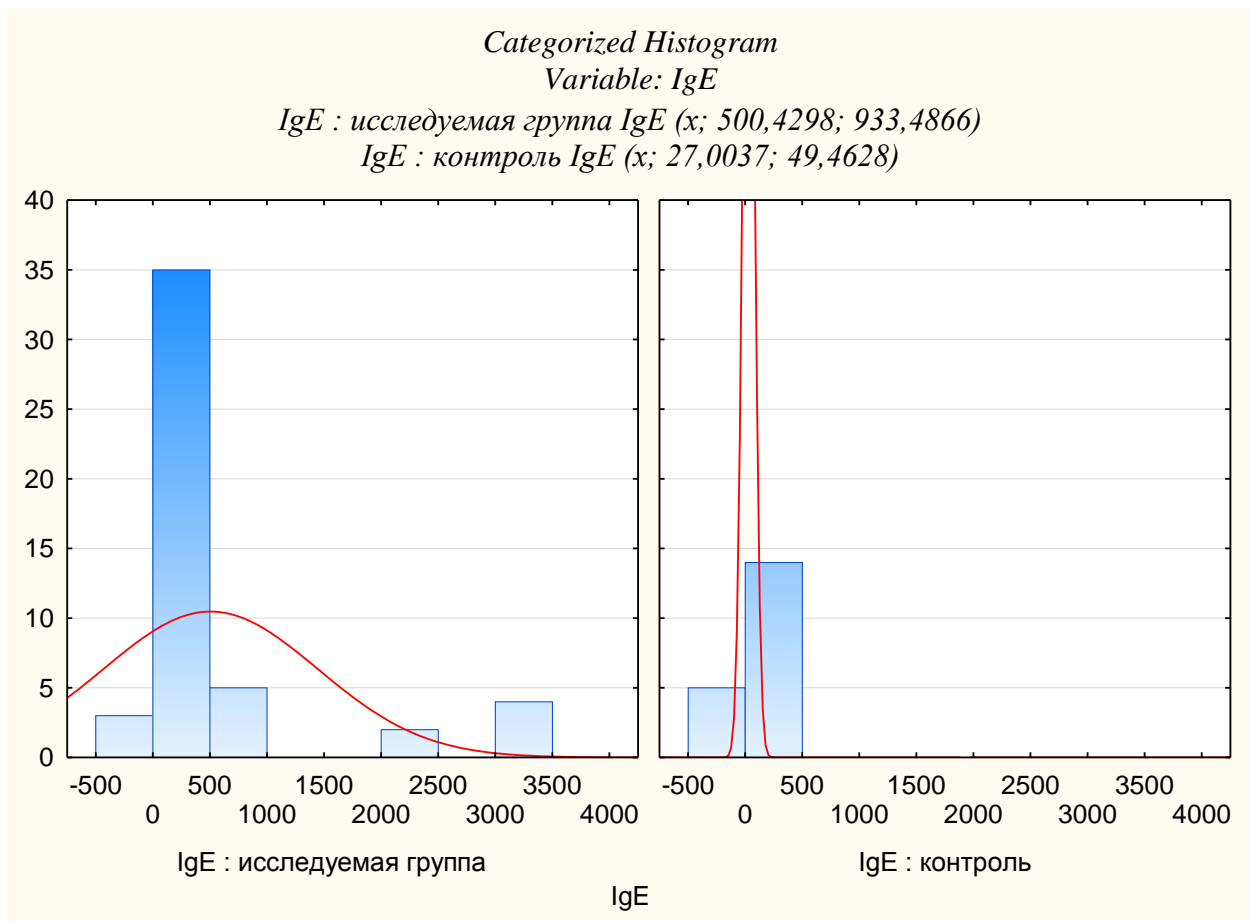 Categorized Histogram
Variable: IgE
IgE : исследуемая группа IgE (x; 500,4298; 933,4866)
IgE : контроль IgE (x; 27,0037; 49,4628)
40
35
30
25
20
15
10
5
0
-500 500 1500 2500 3500
0 1000 2000 3000 4000
IgE : исследуемая группа
-500 500 1500 2500 3500
0 1000 2000 3000 4000
IgE : контроль
IgE